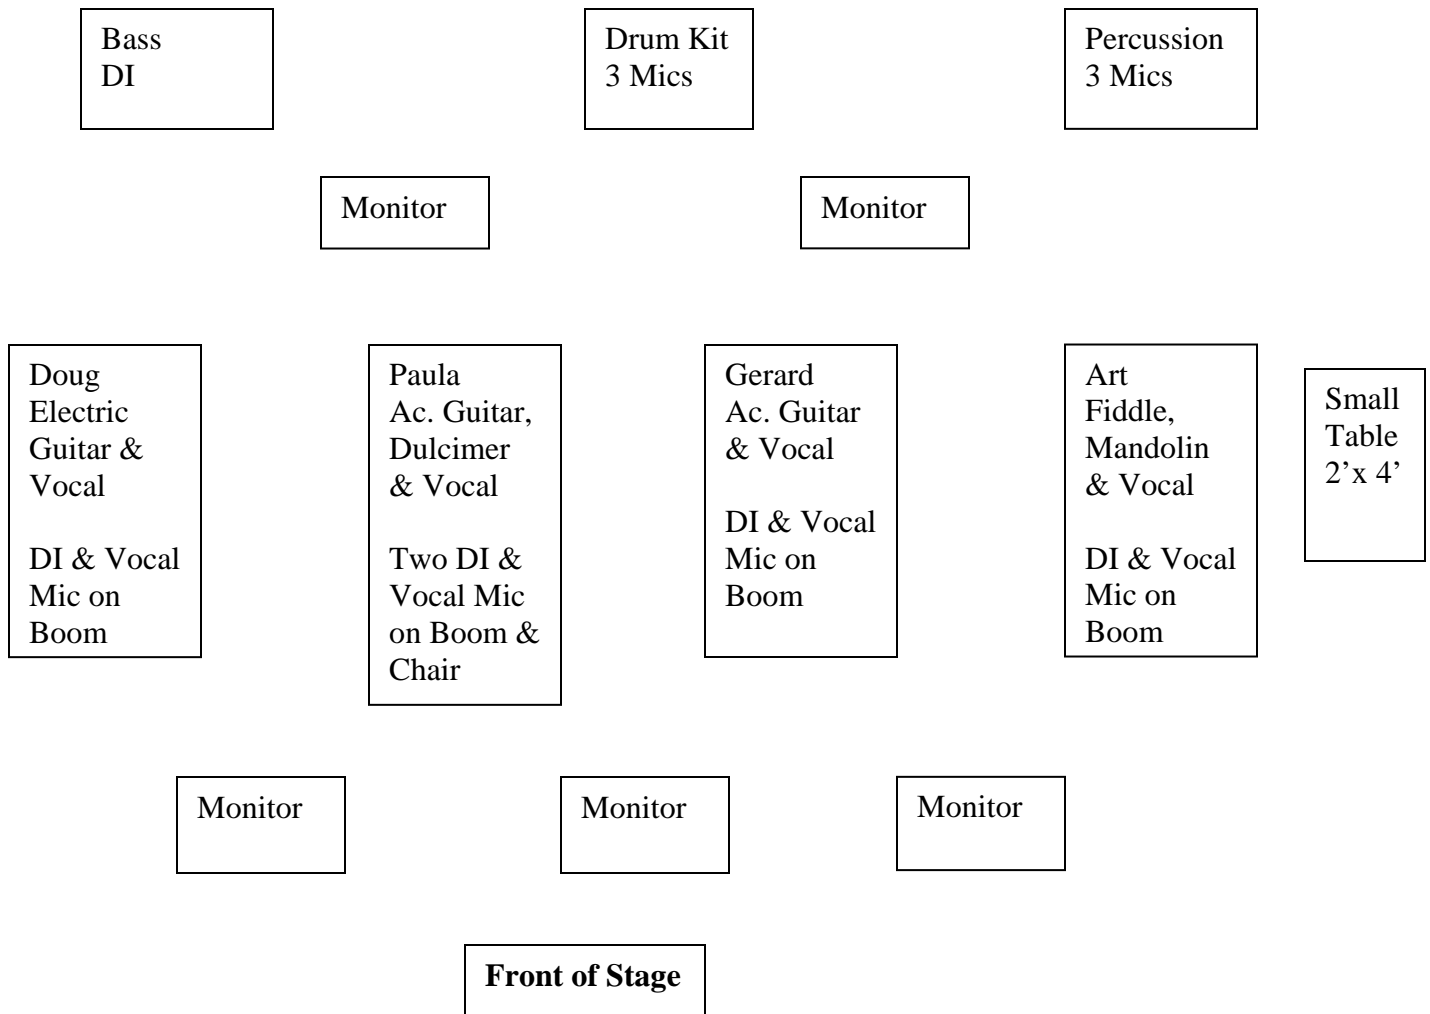 Bass
DI
Drum Kit
3 Mics
Percussion
3 Mics
Monitor
Monitor
Doug
Electric
Guitar &
Vocal
DI & Vocal
Mic on
Boom
Paula
Ac. Guitar,
Dulcimer
& Vocal
Two DI &
Vocal Mic
on Boom &
Chair
Gerard
Ac. Guitar
& Vocal
DI & Vocal
Mic on
Boom
Art
Fiddle,
Mandolin
& Vocal
DI & Vocal
Mic on
Boom
Small
Table
2’x 4’
Monitor
Monitor
Monitor
Front of Stage